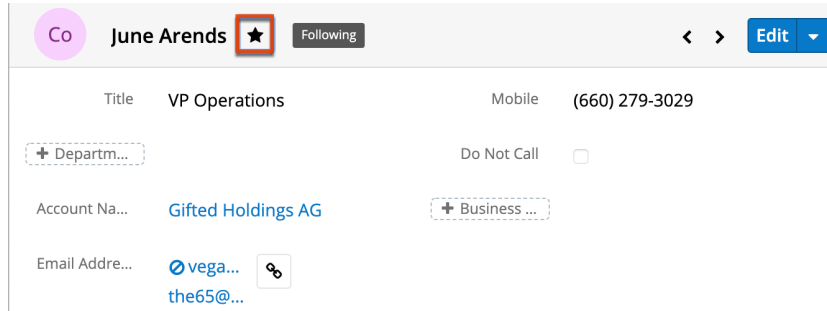 Co June Arends Following Edit
Title VP Operations Mobile (660) 279-3029
+ Departm... Do Not Call
Account Na... Gifted Holdings AG + Business ...
Email Addre... vega...
the65@...